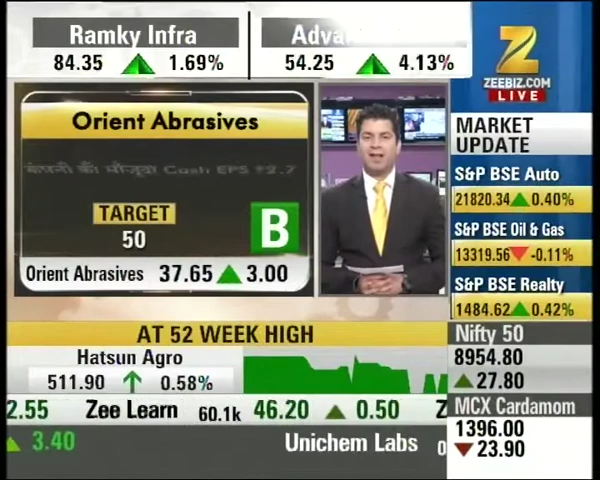 Ramky Infra
84.35 1.69%
54.25 4.13%
ZEEBIZ.COM
LIVE
Orient Abrasives
कंपनी की मौजूदा Cash EPS ₹2.7
TARGET
50
B
Orient Abrasives 37.65 3.00
MARKET
UPDATE
S&P BSE Auto
21820.34 0.40%
S&P BSE Oil & Gas
13319.56 -0.11%
S&P BSE Realty
1484.62 0.42%
AT 52 WEEK HIGH
Hatsun Agro
511.90 0.58%
Nifty 50
8954.80
27.80
2.55 Zee Learn 60.1k 46.20 0.50 Z
MCX Cardamom
1396.00
23.90
3.40 Unichem Labs